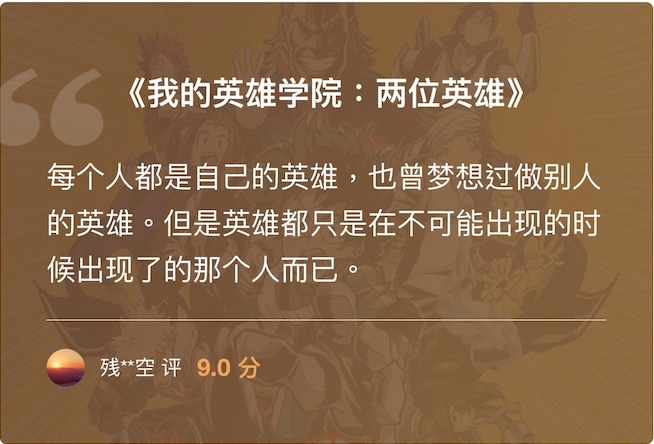 《我的英雄学院：两位英雄》
每个人都是自己的英雄，也曾梦想过做别人
的英雄。但是英雄都只是在不可能出现的时
候出现了的那个人而已。
残**空 评 9.0 分